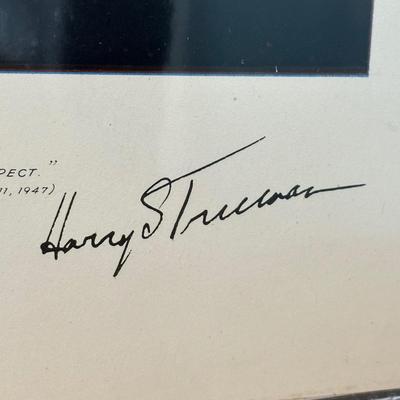 PECT."
11, 1947)
Harry S Truman